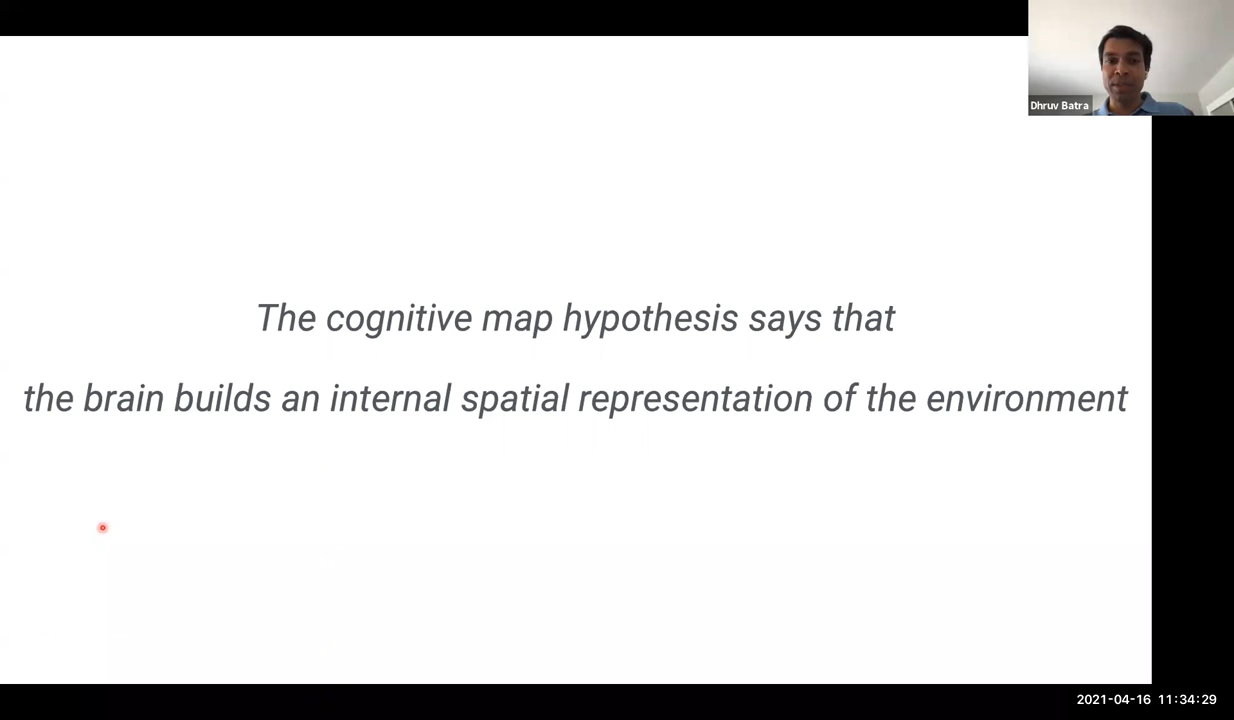 Dhruv Batra
The cognitive map hypothesis says that
the brain builds an internal spatial representation of the environment
2021-04-16 11:34:29